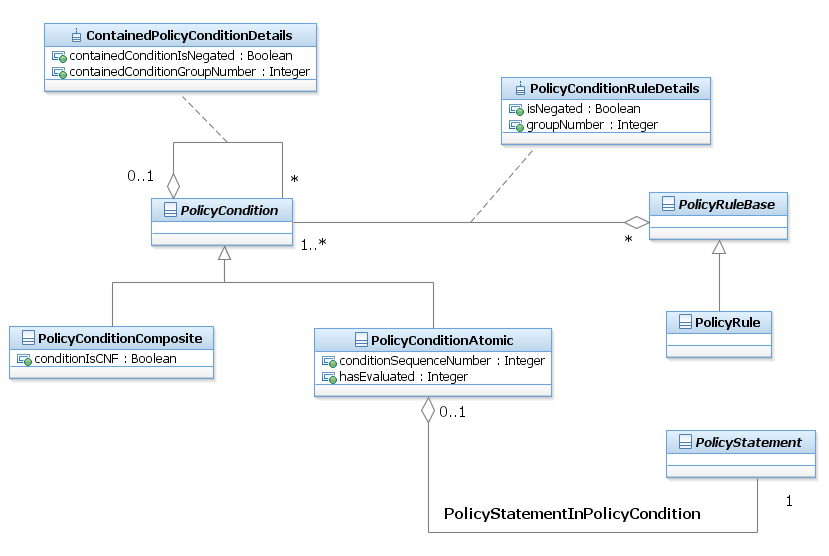 ContainedPolicyConditionDetails
containedConditionIsNegated : Boolean
containedConditionGroupNumber : Integer
PolicyConditionRuleDetails
isNegated : Boolean
groupNumber : Integer
0..1
*
PolicyCondition
1..*
PolicyRuleBase
*
PolicyConditionComposite
conditionIsCNF : Boolean
PolicyConditionAtomic
conditionSequenceNumber : Integer
hasEvaluated : Integer
PolicyRule
0..1
PolicyStatement
1
PolicyStatementInPolicyCondition